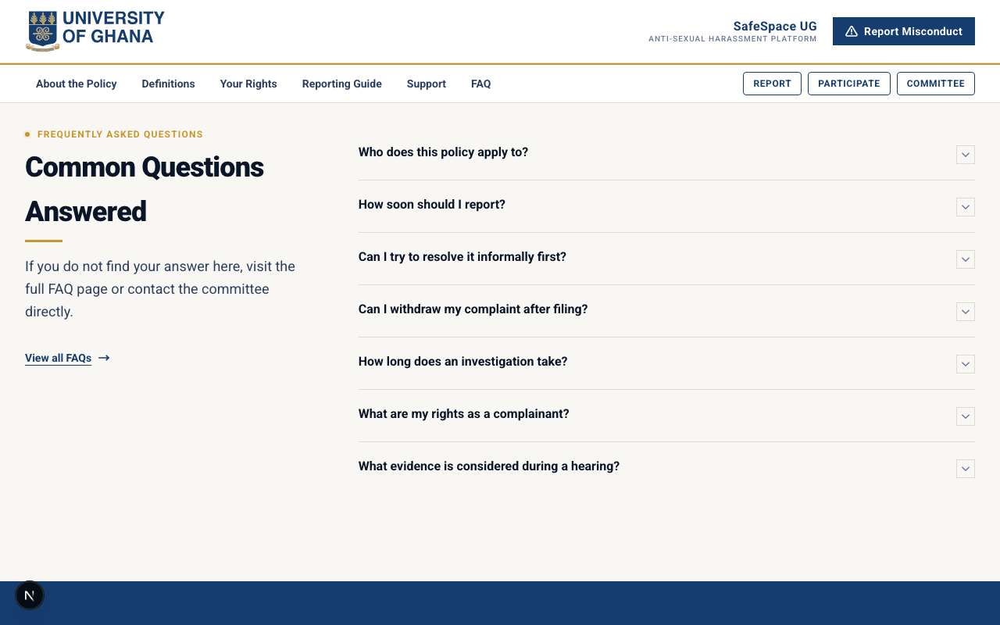 UNIVERSITY
OF GHANA
SafeSpace UG
ANTI-SEXUAL HARASSMENT PLATFORM
Report Misconduct
About the Policy
Definitions
Your Rights
Reporting Guide
Support
FAQ
REPORT
PARTICIPATE
COMMITTEE
FREQUENTLY ASKED QUESTIONS
Common Questions
Answered
If you do not find your answer here, visit the
full FAQ page or contact the committee
directly.
View all FAQs →
Who does this policy apply to?
How soon should I report?
Can I try to resolve it informally first?
Can I withdraw my complaint after filing?
How long does an investigation take?
What are my rights as a complainant?
What evidence is considered during a hearing?
N